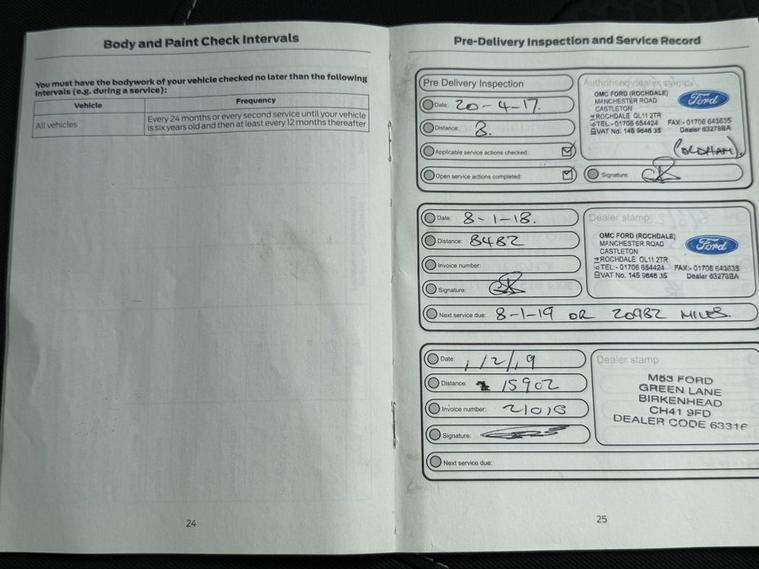 Body and Paint Check Intervals
You must have the bodywork of your vehicle checked no later than the following
intervals (e.g. during a service):
Vehicle Frequency
All vehicles Every 24 months or every second service until your vehicle
is six years old and then at least every 12 months thereafter
24
Pre-Delivery Inspection and Service Record
Pre Delivery Inspection
Date: 20-4-17.
Distance: 8.
Applicable service actions checked:
Open service actions completed:
Authorised dealer stamp
OMC FORD (ROCHDALE)
MANCHESTER ROAD
CASTLETON
ROCHDALE OL11 2TR
TEL:- 01706 654424 FAX:- 01706 643635
VAT No. 145 9646 35 Dealer 63278BA
Ford
(OLDHAM).
Signature:
Date: 8-1-18.
Distance: 8482
Invoice number:
Signature:
Dealer stamp
OMC FORD (ROCHDALE)
MANCHESTER ROAD
CASTLETON
ROCHDALE OL11 2TR
TEL:- 01706 654424 FAX:- 01706 643635
VAT No. 145 9646 35 Dealer 63278BA
Ford
Next service due: 8-1-19 OR 20982 MILES.
Date: 1/2/19
Distance: 15902
Invoice number: 21018
Signature:
Dealer stamp
M53 FORD
GREEN LANE
BIRKENHEAD
CH41 9FD
DEALER CODE 63316
Next service due:
25